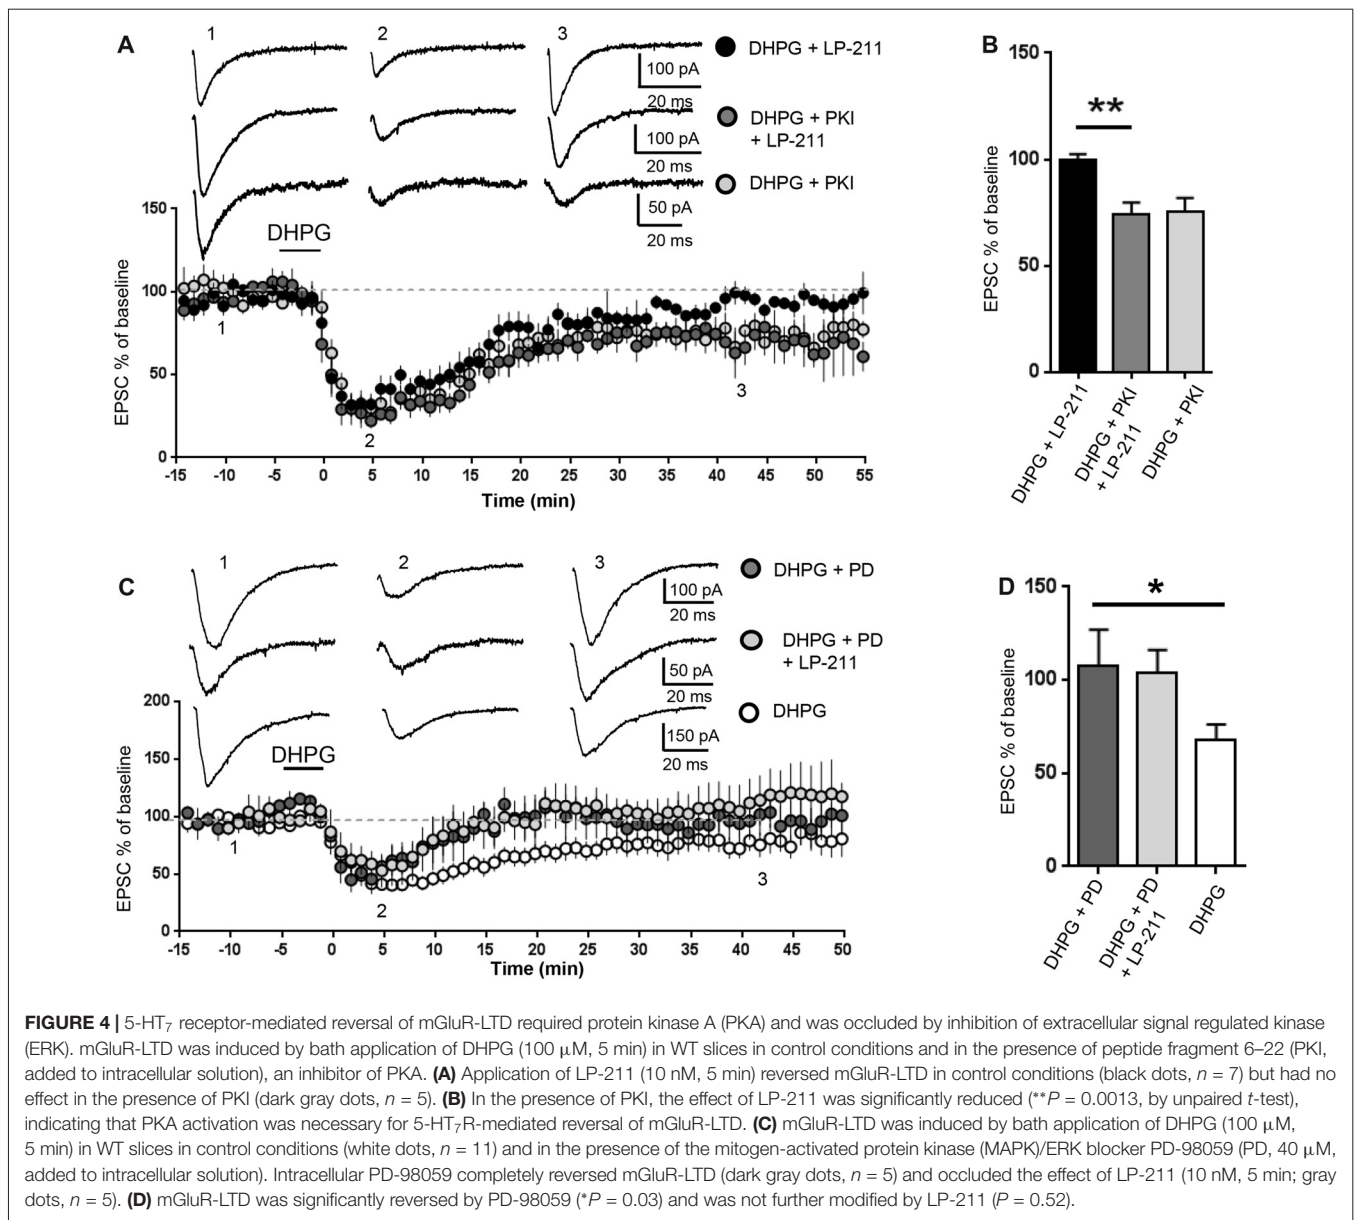 A
1
2
3
100 pA
20 ms
DHPG + LP-211
100 pA
20 ms
DHPG + PKI
+ LP-211
50 pA
20 ms
DHPG + PKI
EPSC % of baseline
150
100
50
0
DHPG
1
2
3
-15
-10
-5
0
5
10
15
20
25
30
35
40
45
50
55
Time (min)
B
EPSC % of baseline
150
100
50
0
**
DHPG + LP-211
DHPG + PKI
+ LP-211
DHPG + PKI
C
1
2
3
100 pA
20 ms
DHPG + PD
50 pA
20 ms
DHPG + PD
+ LP-211
150 pA
20 ms
DHPG
EPSC % of baseline
200
150
100
50
0
DHPG
1
2
3
-15
-10
-5
0
5
10
15
20
25
30
35
40
45
50
Time (min)
D
EPSC % of baseline
150
100
50
0
*
DHPG + PD
DHPG + PD
+ LP-211
DHPG
FIGURE 4 | 5-HT₇ receptor-mediated reversal of mGluR-LTD required protein kinase A (PKA) and was occluded by inhibition of extracellular signal regulated kinase
(ERK). mGluR-LTD was induced by bath application of DHPG (100 µM, 5 min) in WT slices in control conditions and in the presence of peptide fragment 6–22 (PKI,
added to intracellular solution), an inhibitor of PKA. (A) Application of LP-211 (10 nM, 5 min) reversed mGluR-LTD in control conditions (black dots, n = 7) but had no
effect in the presence of PKI (dark gray dots, n = 5). (B) In the presence of PKI, the effect of LP-211 was significantly reduced (**P = 0.0013, by unpaired t-test),
indicating that PKA activation was necessary for 5-HT₇R-mediated reversal of mGluR-LTD. (C) mGluR-LTD was induced by bath application of DHPG (100 µM,
5 min) in WT slices in control conditions (white dots, n = 11) and in the presence of the mitogen-activated protein kinase (MAPK)/ERK blocker PD-98059 (PD, 40 µM,
added to intracellular solution). Intracellular PD-98059 completely reversed mGluR-LTD (dark gray dots, n = 5) and occluded the effect of LP-211 (10 nM, 5 min; gray
dots, n = 5). (D) mGluR-LTD was significantly reversed by PD-98059 (*P = 0.03) and was not further modified by LP-211 (P = 0.52).